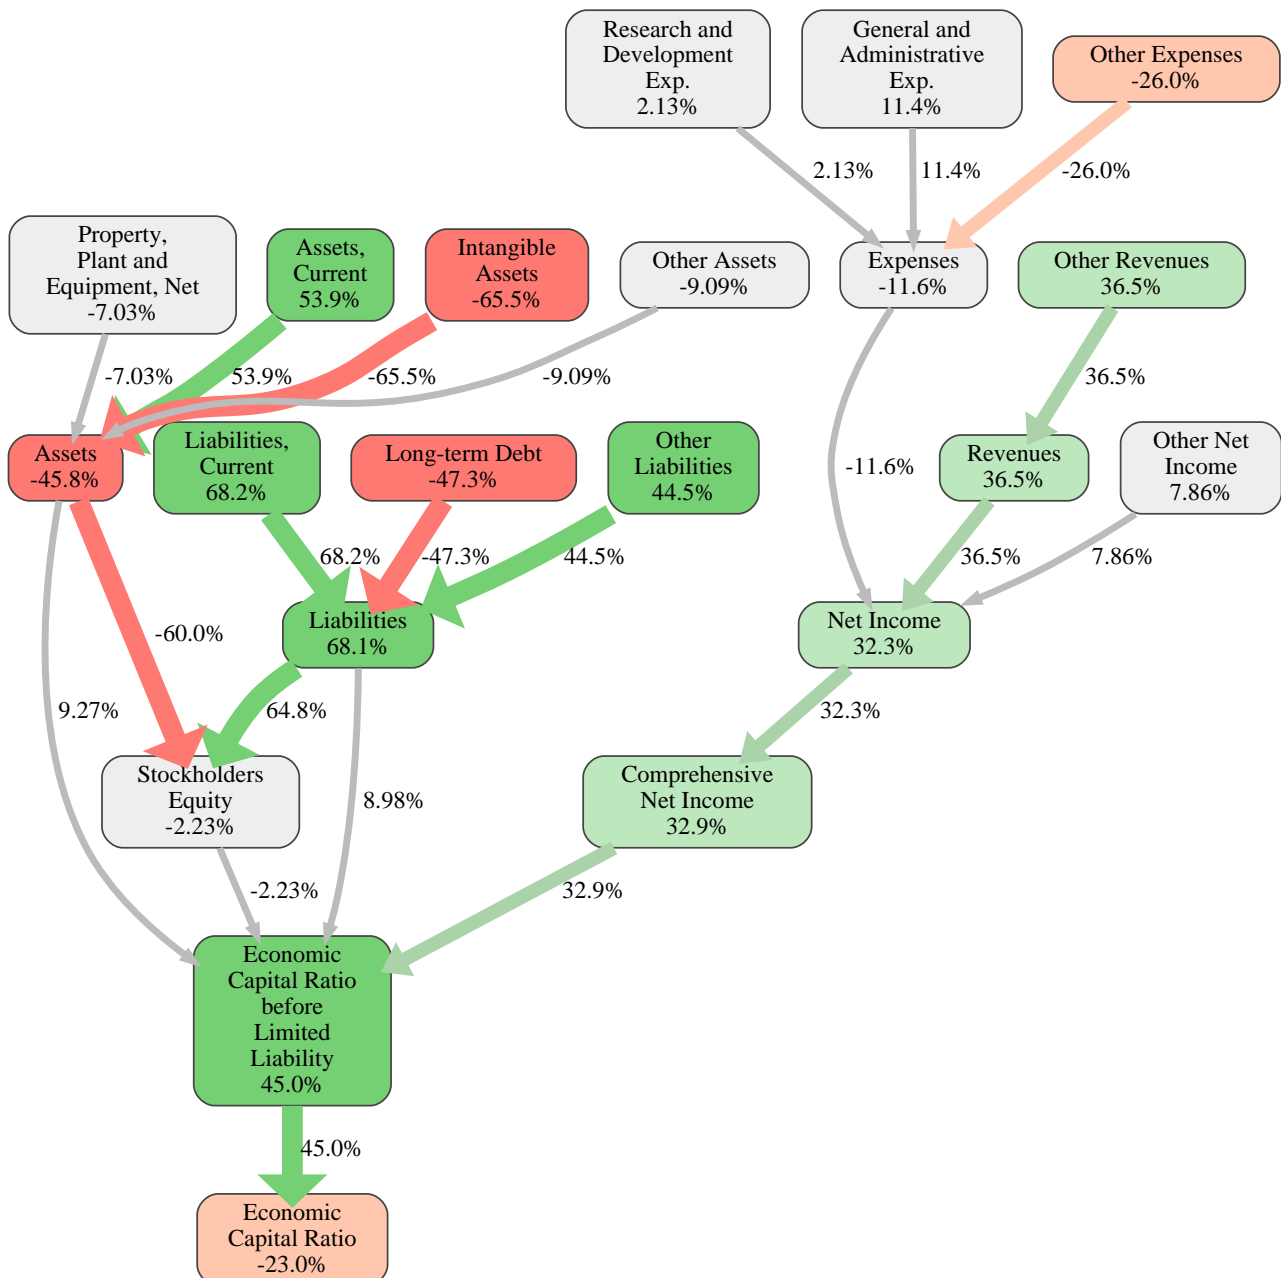 Research and
Development
Exp.
2.13%
General and
Administrative
Exp.
11.4%
Other Expenses
-26.0%
2.13%
11.4%
-26.0%
Property,
Plant and
Equipment, Net
-7.03%
Assets,
Current
53.9%
Intangible
Assets
-65.5%
Other Assets
-9.09%
Expenses
-11.6%
Other Revenues
36.5%
-7.03%
53.9%
-65.5%
-9.09%
36.5%
Assets
-45.8%
Liabilities,
Current
68.2%
Long-term Debt
-47.3%
Other
Liabilities
44.5%
-11.6%
Revenues
36.5%
Other Net
Income
7.86%
68.2%
-47.3%
44.5%
36.5%
7.86%
-60.0%
Liabilities
68.1%
Net Income
32.3%
9.27%
64.8%
32.3%
Stockholders
Equity
-2.23%
8.98%
Comprehensive
Net Income
32.9%
-2.23%
32.9%
Economic
Capital Ratio
before
Limited
Liability
45.0%
45.0%
Economic
Capital Ratio
-23.0%